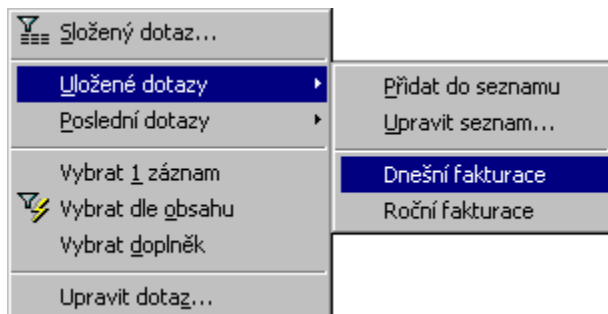 Složený dotaz...
Uložené dotazy
Poslední dotazy
Vybrat 1 záznam
Vybrat dle obsahu
Vybrat doplněk
Upravit dotaz...
Přidat do seznamu
Upravit seznam...
Dnešní fakturace
Roční fakturace